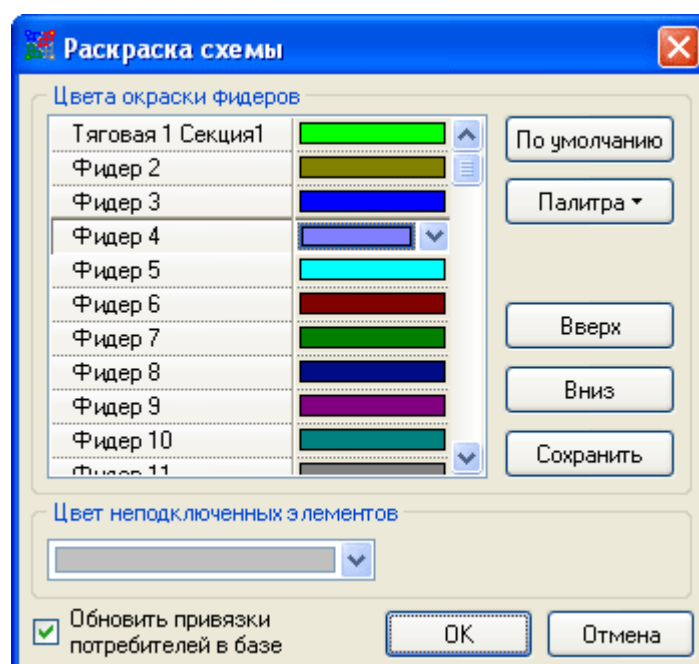 Раскраска схемы
Цвета окраски фидеров
Тяговая 1 Секция1
Фидер 2
Фидер 3
Фидер 4
Фидер 5
Фидер 6
Фидер 7
Фидер 8
Фидер 9
Фидер 10
Фидер 11
По умолчанию
Палитра
Вверх
Вниз
Сохранить
Цвет неподключенных элементов
Обновить привязки
потребителей в базе
OK
Отмена